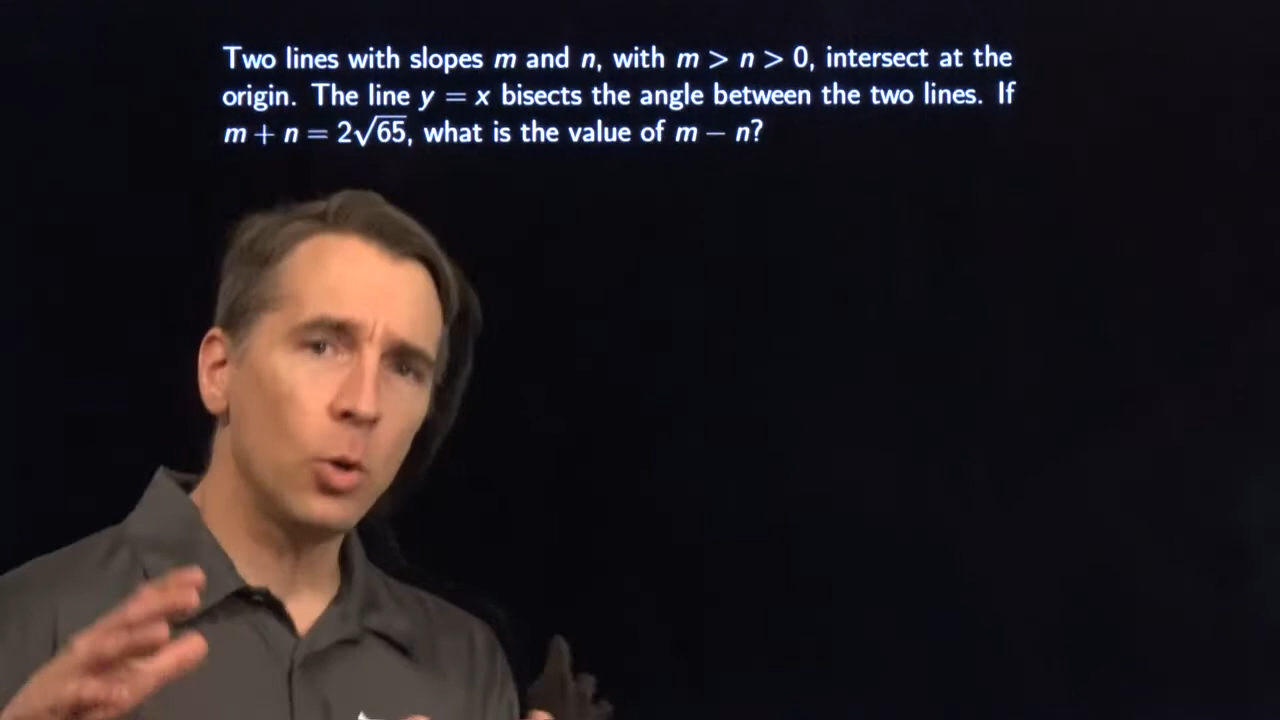 Two lines with slopes m and n, with m > n > 0, intersect at the
origin. The line y = x bisects the angle between the two lines. If
m + n = 2√65, what is the value of m − n?